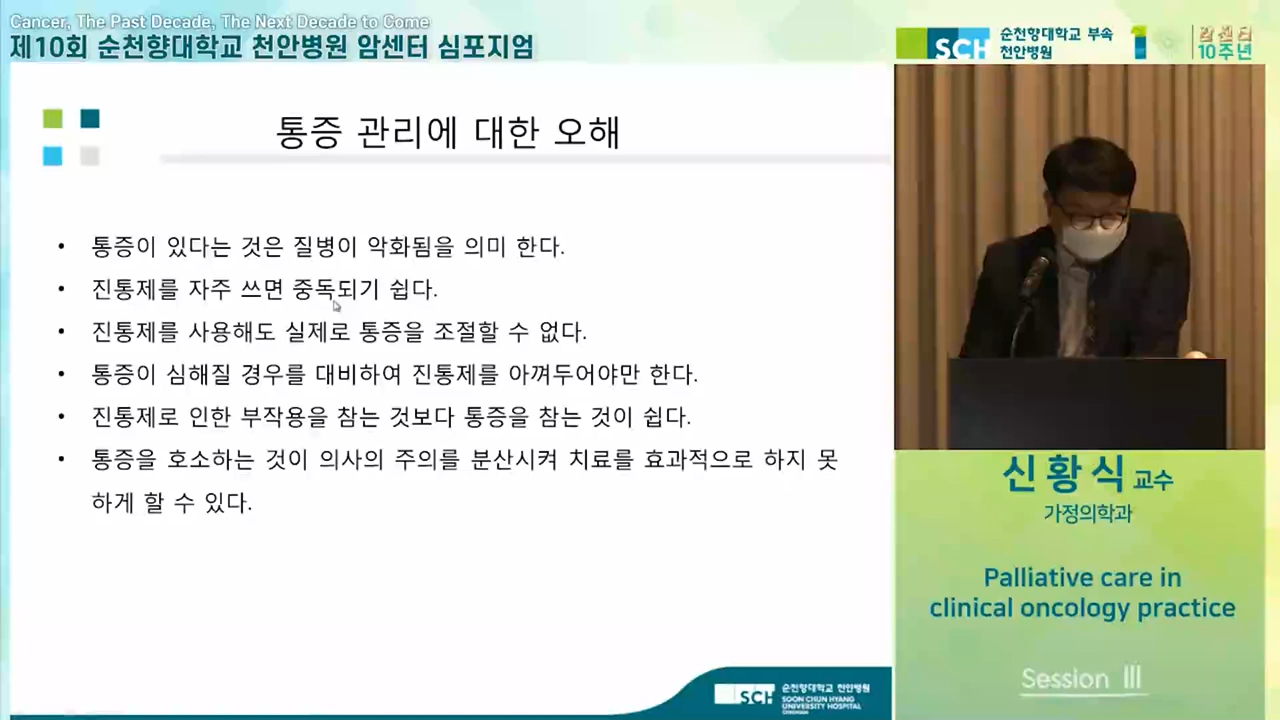 Cancer, The Past Decade, The Next Decade to Come
제10회 순천향대학교 천안병원 암센터 심포지엄
SCH
순천향대학교 부속
천안병원
암센터
10주년
통증 관리에 대한 오해
• 통증이 있다는 것은 질병이 악화됨을 의미 한다.
• 진통제를 자주 쓰면 중독되기 쉽다.
• 진통제를 사용해도 실제로 통증을 조절할 수 없다.
• 통증이 심해질 경우를 대비하여 진통제를 아껴두어야만 한다.
• 진통제로 인한 부작용을 참는 것보다 통증을 참는 것이 쉽다.
• 통증을 호소하는 것이 의사의 주의를 분산시켜 치료를 효과적으로 하지 못
하게 할 수 있다.
SCH
순천향대학교 천안병원
SOON CHUN HYANG
UNIVERSITY HOSPITAL
CHEONAN
신황식 교수
가정의학과
Palliative care in
clinical oncology practice
Session III